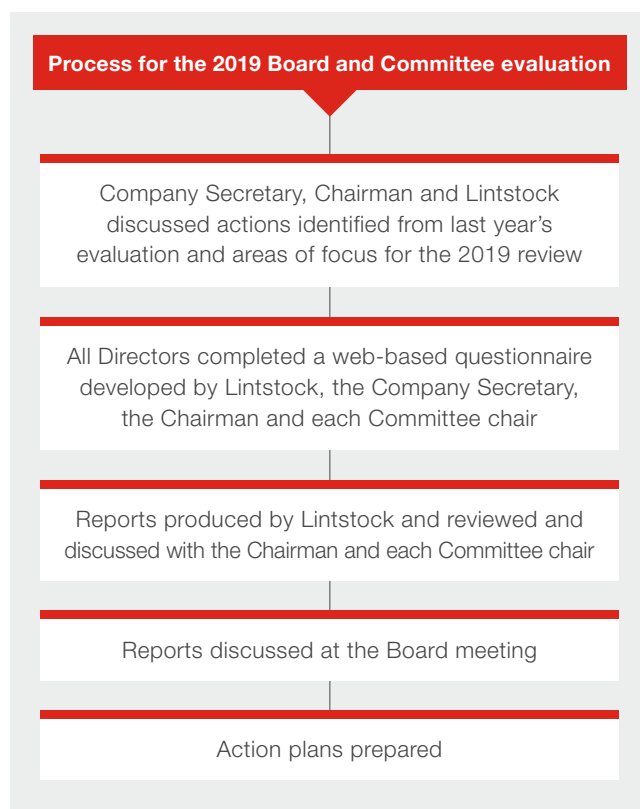 Process for the 2019 Board and Committee evaluation
Company Secretary, Chairman and Lintstock
discussed actions identified from last year’s
evaluation and areas of focus for the 2019 review
All Directors completed a web-based questionnaire
developed by Lintstock, the Company Secretary,
the Chairman and each Committee chair
Reports produced by Lintstock and reviewed and
discussed with the Chairman and each Committee chair
Reports discussed at the Board meeting
Action plans prepared